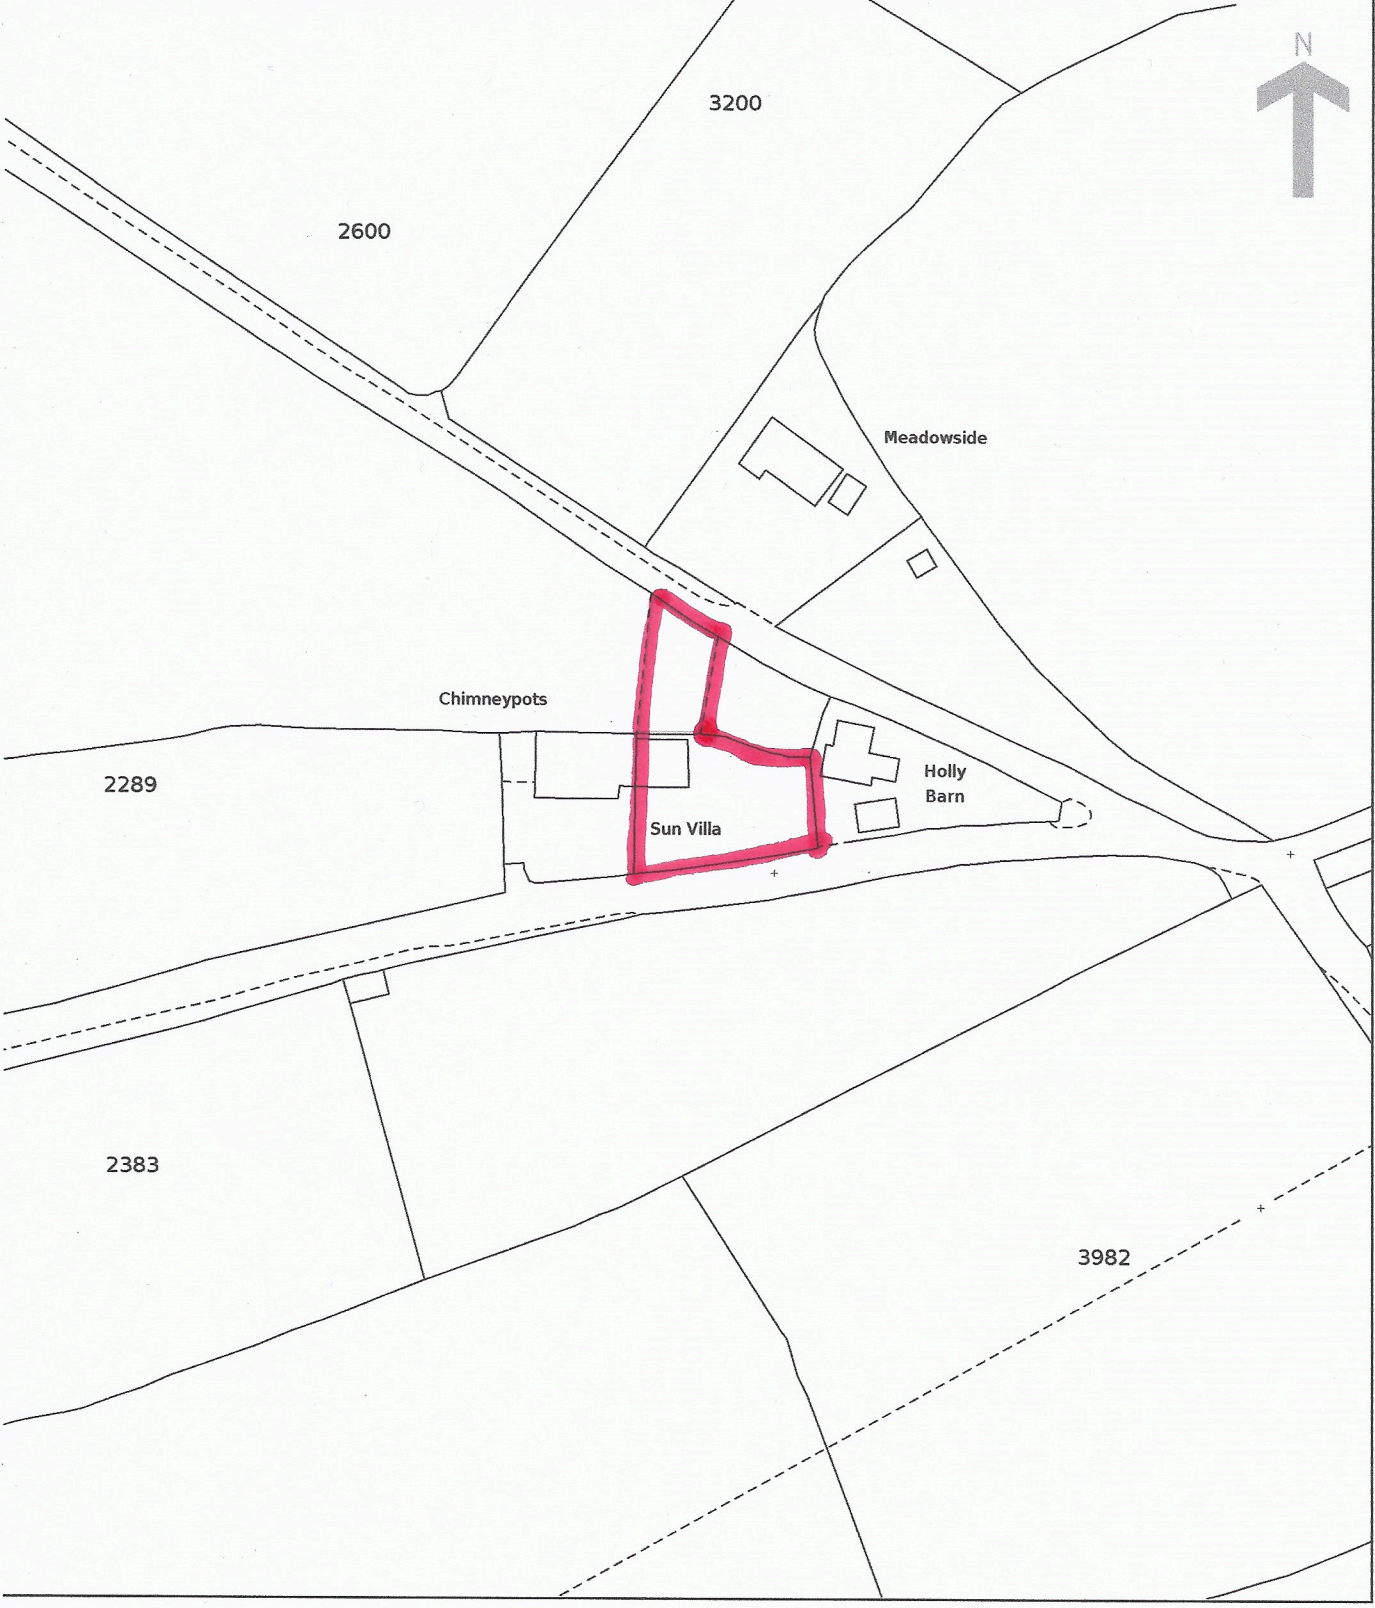 N
3200
2600
Meadowside
Chimneypots
2289
Holly
Barn
Sun Villa
2383
3982